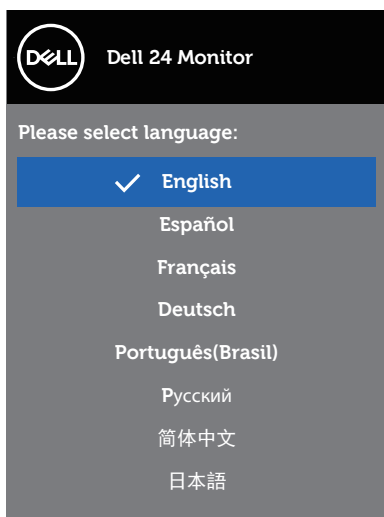 DELL Dell 24 Monitor
Please select language:
English
Español
Français
Deutsch
Português(Brasil)
Русский
简体中文
日本語